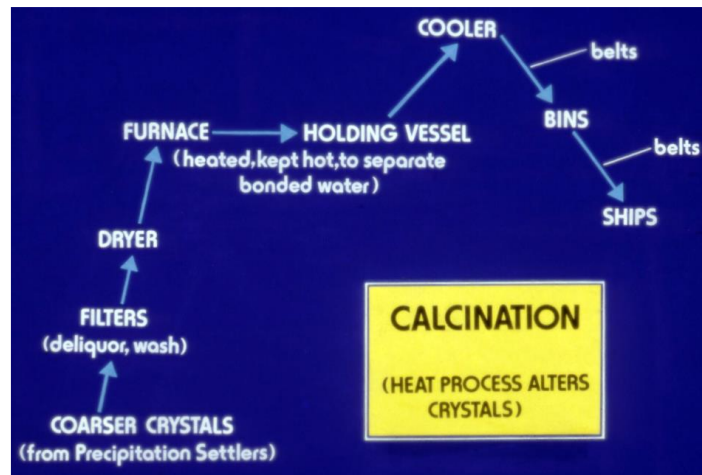 COOLER
belts
BINS
belts
SHIPS
FURNACE
HOLDING VESSEL
(heated,kept hot,to separate
bonded water)
DRYER
FILTERS
(deliquor, wash)
COARSER CRYSTALS
(from Precipitation Settlers)
CALCINATION
(HEAT PROCESS ALTERS
CRYSTALS)